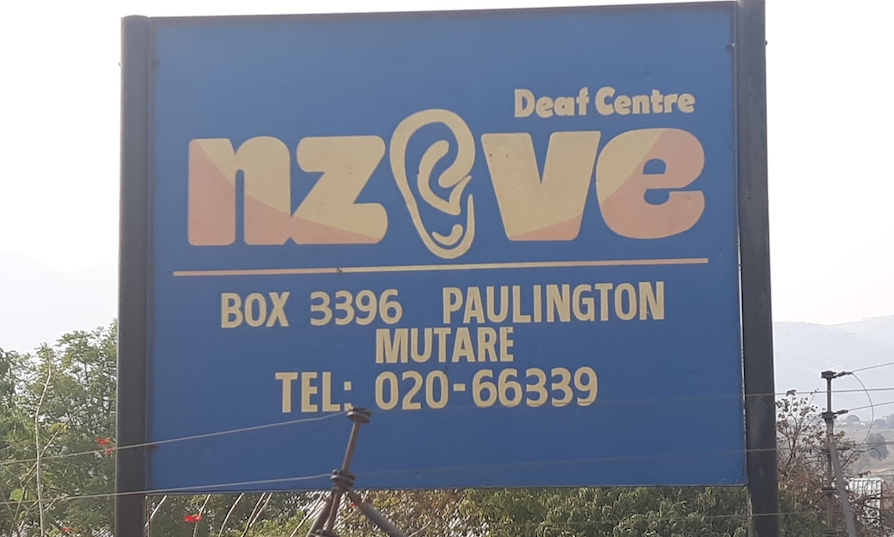 Deaf Centre
nzeve
BOX 3396 PAULINGTON
MUTARE
TEL: 020-66339